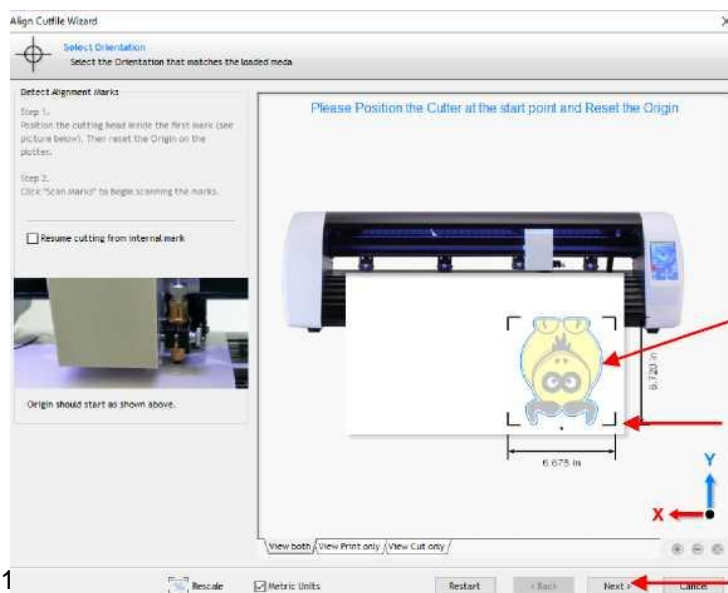 Align Cutfile Wizard
Select Orientation
Select the Orientation that matches the loaded meda
Detect Alignment Marks
Step 1.
Position the cutting head inside the first mark (see
picture below). Then reset the Origin on the
plotter.
Step 2.
Click "Scan Marks" to begin scanning the marks.
Resume cutting from internal mark
Origin should start as shown above.
Please Position the Cutter at the start point and Reset the Origin
6.720 in
6.675 in
Y
X
View both View Print only View Cut only
1
Rescale
Metric Units
Restart
< Back
Next >
Cancel